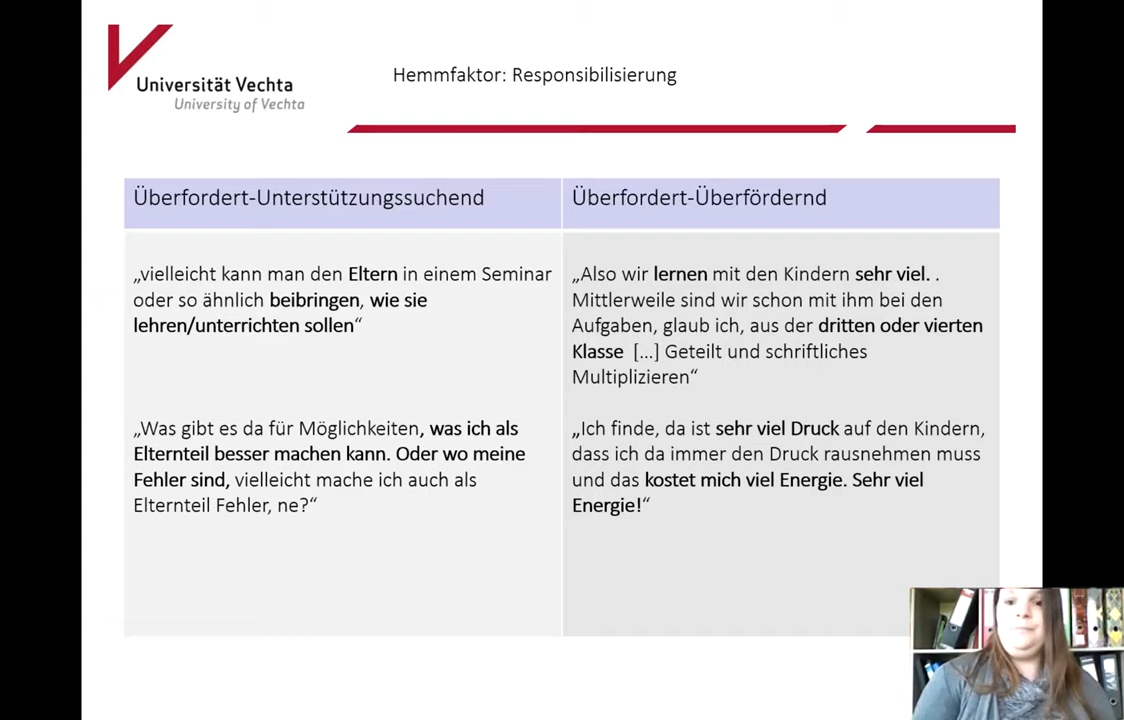 Universität Vechta
University of Vechta
Hemmfaktor: Responsibilisierung
Überfordert-Unterstützungssuchend
Überfordert-Überfördernd
„vielleicht kann man den Eltern in einem Seminar
oder so ähnlich beibringen, wie sie
lehren/unterrichten sollen“
„Also wir lernen mit den Kindern sehr viel. .
Mittlerweile sind wir schon mit ihm bei den
Aufgaben, glaub ich, aus der dritten oder vierten
Klasse […] Geteilt und schriftliches
Multiplizieren“
„Was gibt es da für Möglichkeiten, was ich als
Elternteil besser machen kann. Oder wo meine
Fehler sind, vielleicht mache ich auch als
Elternteil Fehler, ne?“
„Ich finde, da ist sehr viel Druck auf den Kindern,
dass ich da immer den Druck rausnehmen muss
und das kostet mich viel Energie. Sehr viel
Energie!“